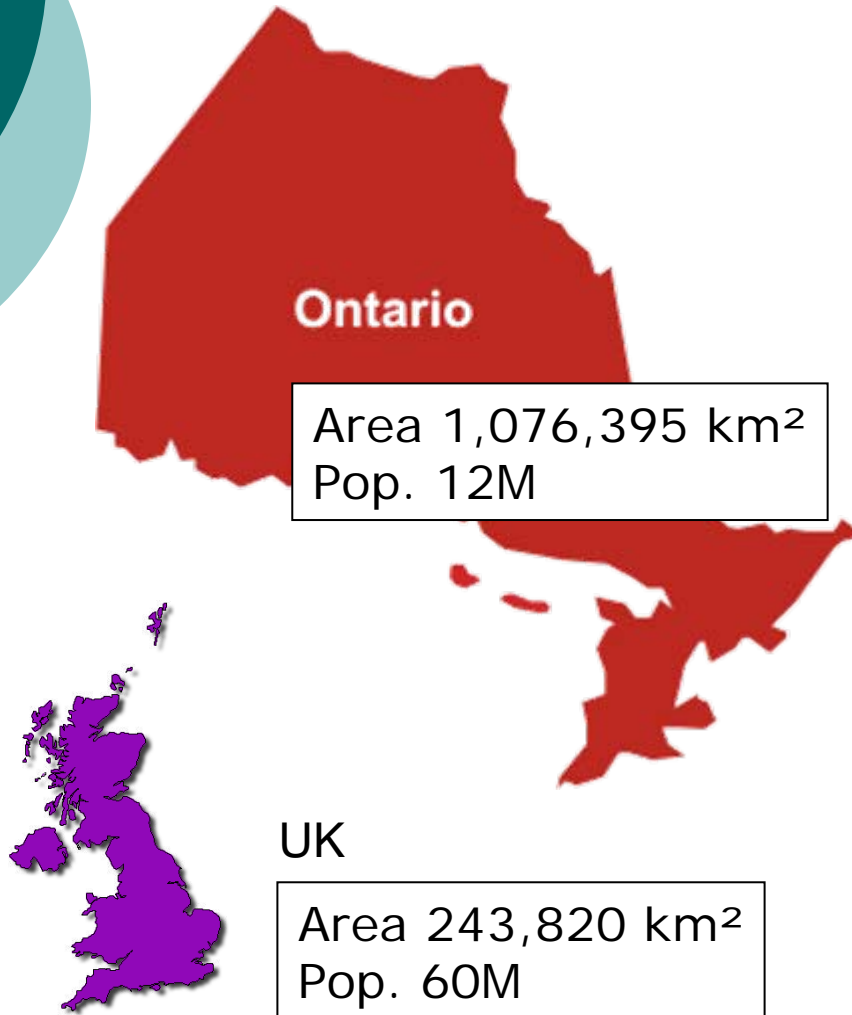 Ontario
Area 1,076,395 km²
Pop. 12M
UK
Area 243,820 km²
Pop. 60M